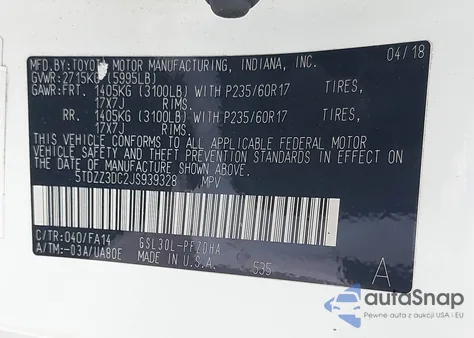 MFD.BY:TOYOTA MOTOR MANUFACTURING, INDIANA, INC. 04/18
GVWR:2715KG (5995LB)
GAWR:FRT. 1405KG (3100LB) WITH P235/60R17 TIRES,
17X7J RIMS.
RR. 1405KG (3100LB) WITH P235/60R17 TIRES,
17X7J RIMS.
THIS VEHICLE CONFORMS TO ALL APPLICABLE FEDERAL MOTOR
VEHICLE SAFETY AND THEFT PREVENTION STANDARDS IN EFFECT ON
THE DATE OF MANUFACTURE SHOWN ABOVE.
5TDZZ3DC2JS939328 MPV
C/TR:040/FA14 GSL30L-PFZDHA
A/TM:-03A/UA80E MADE IN U.S.A. 535 A
autoSnap
Pewne auta z aukcji USA i EU